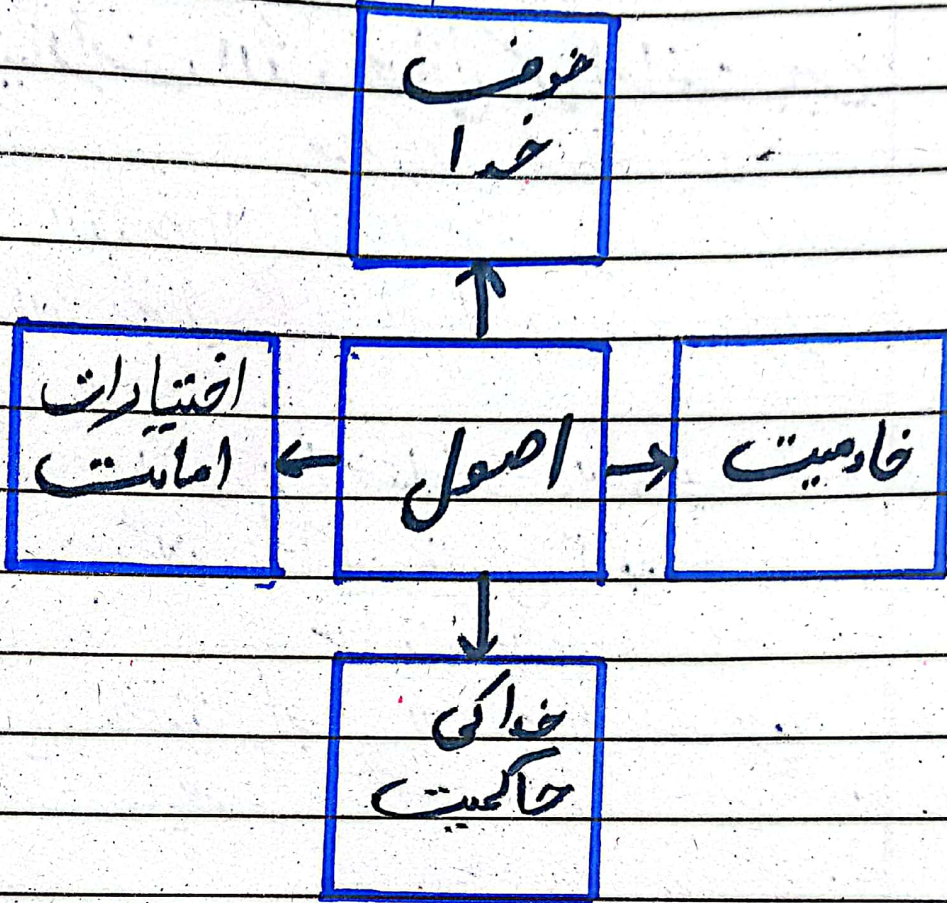 خوف
خدا
اختیارات
امانت
اصول
خادمیت
خدا کی
حاکمیت